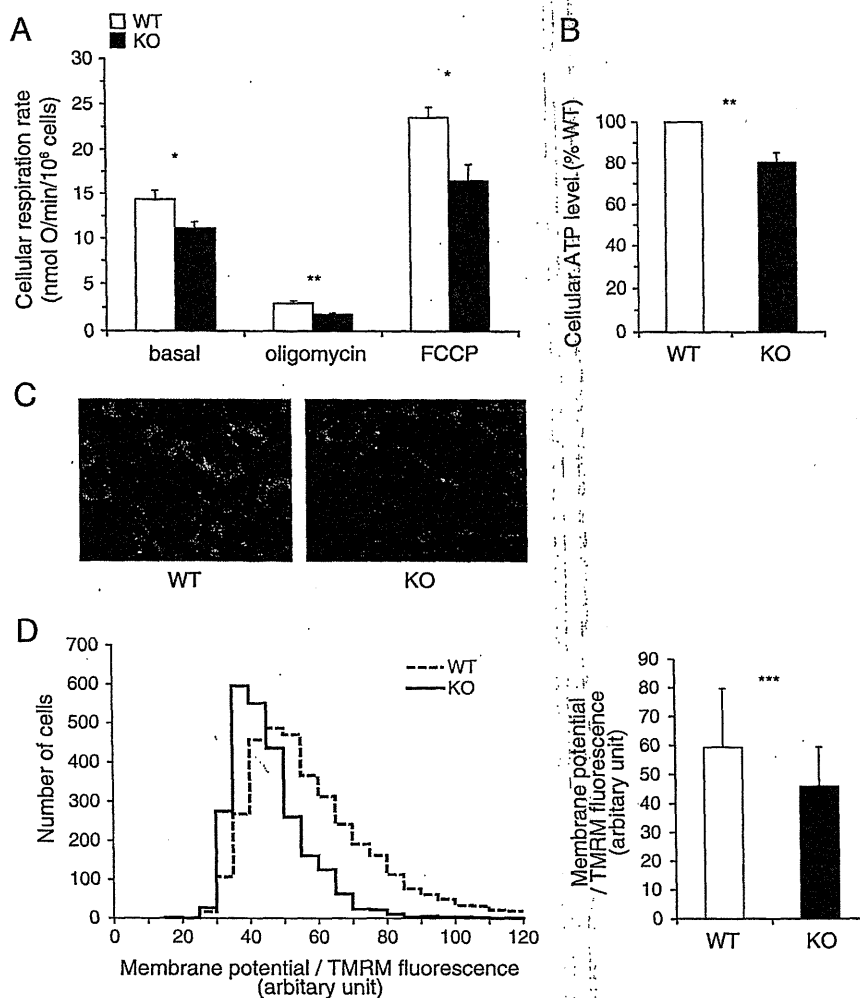 A
WT
KO
Cellular respiration rate
(nmol O/min/10⁶ cells)
30
25
20
15
10
5
0
*
**
*
basal
oligomycin
FCCP
B
Cellular ATP level (% WT)
100
80
60
40
20
0
**
WT
KO
C
WT
KO
D
Number of cells
700
600
500
400
300
200
100
0
WT
KO
0
20
40
60
80
100
120
Membrane potential / TMRM fluorescence
(arbitary unit)
Membrane potential
/ TMRM fluorescence
(arbitary unit)
90
80
70
60
50
40
30
20
10
0
***
WT
KO